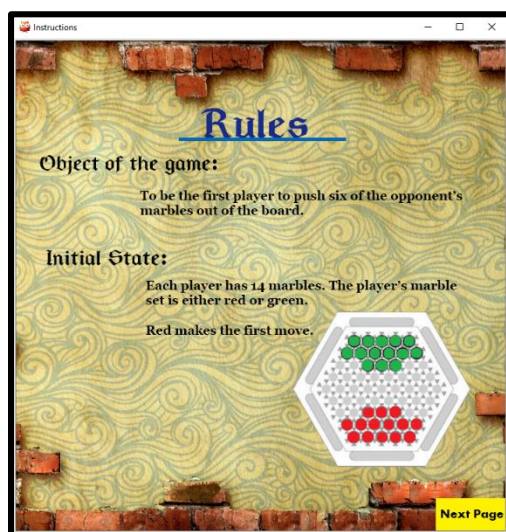 Instructions
Rules
Object of the game:
To be the first player to push six of the opponent's
marbles out of the board.
Initial State:
Each player has 14 marbles. The player's marble
set is either red or green.
Red makes the first move.
Next Page